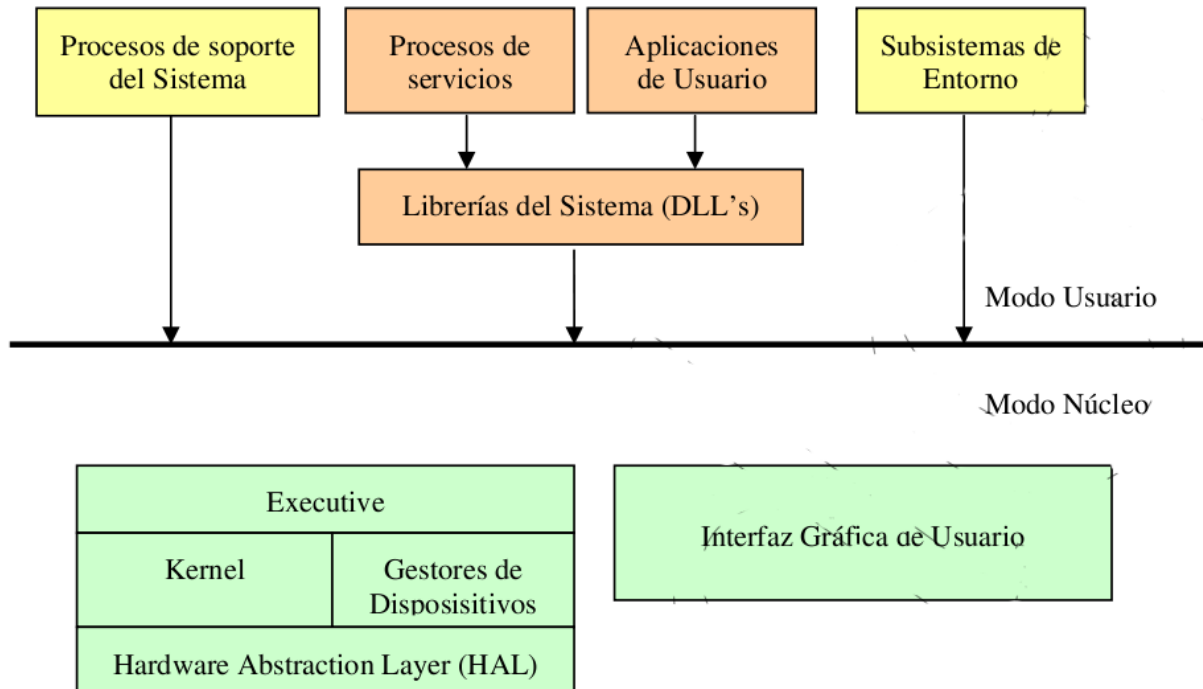 Procesos de soporte
del Sistema
Procesos de
servicios
Aplicaciones
de Usuario
Subsistemas de
Entorno
Librerías del Sistema (DLL's)
Modo Usuario
Modo Núcleo
Executive
Kernel
Gestores de
Disposisitivos
Hardware Abstraction Layer (HAL)
Interfaz Gráfica de Usuario